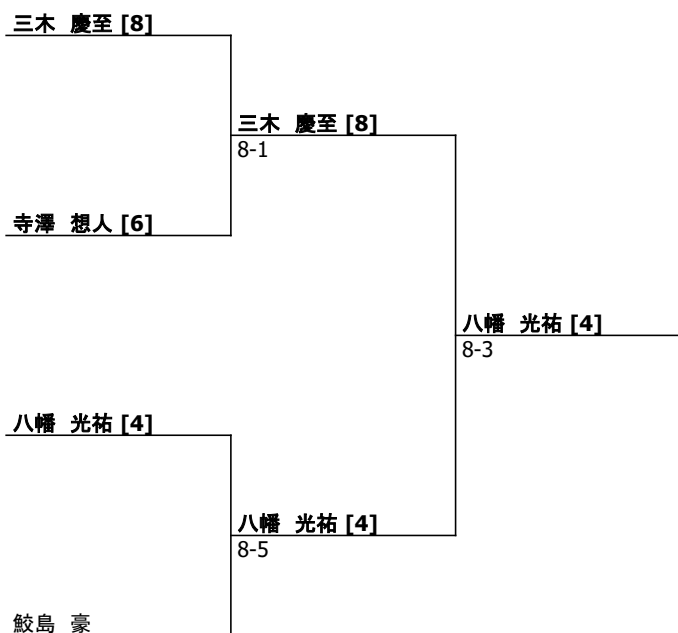 三木 慶至 [8]
三木 慶至 [8]
8-1
寺澤 想人 [6]
八幡 光祐 [4]
8-3
八幡 光祐 [4]
八幡 光祐 [4]
8-5
鮫島 豪